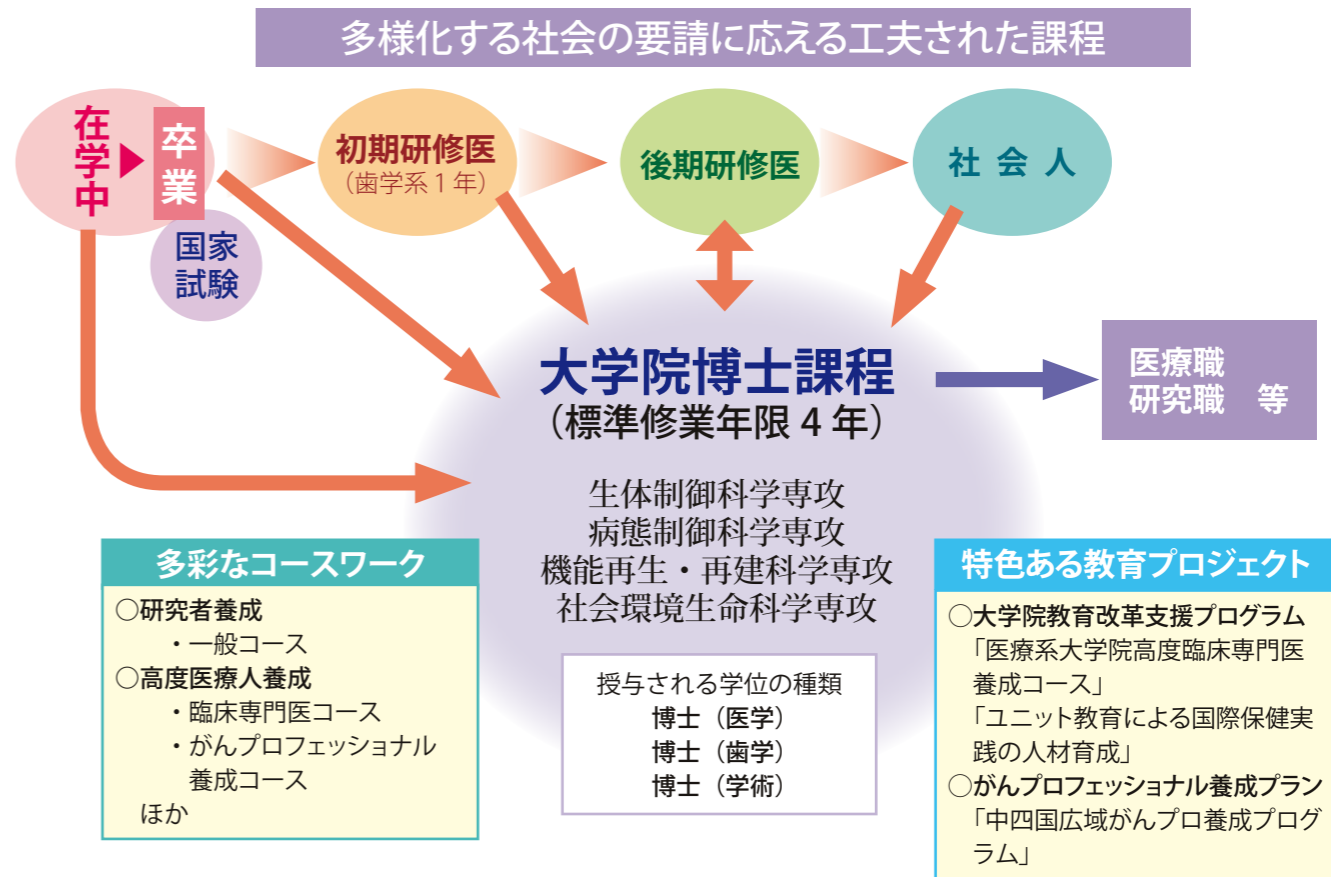 多様化する社会の要請に応える工夫された課程
在学中
卒業
国家
試験
初期研修医
（歯学系１年）
後期研修医
社会人
大学院博士課程
（標準修業年限 4 年）
生体制御科学専攻
病態制御科学専攻
機能再生・再建科学専攻
社会環境生命科学専攻
医療職
研究職　等
多彩なコースワーク
○研究者養成
・一般コース
○高度医療人養成
・臨床専門医コース
・がんプロフェッショナル
養成コース
ほか
授与される学位の種類
博士（医学）
博士（歯学）
博士（学術）
特色ある教育プロジェクト
○大学院教育改革支援プログラム
「医療系大学院高度臨床専門医
養成コース」
「ユニット教育による国際保健実
践の人材育成」
○がんプロフェッショナル養成プラン
「中四国広域がんプロ養成プログ
ラム」